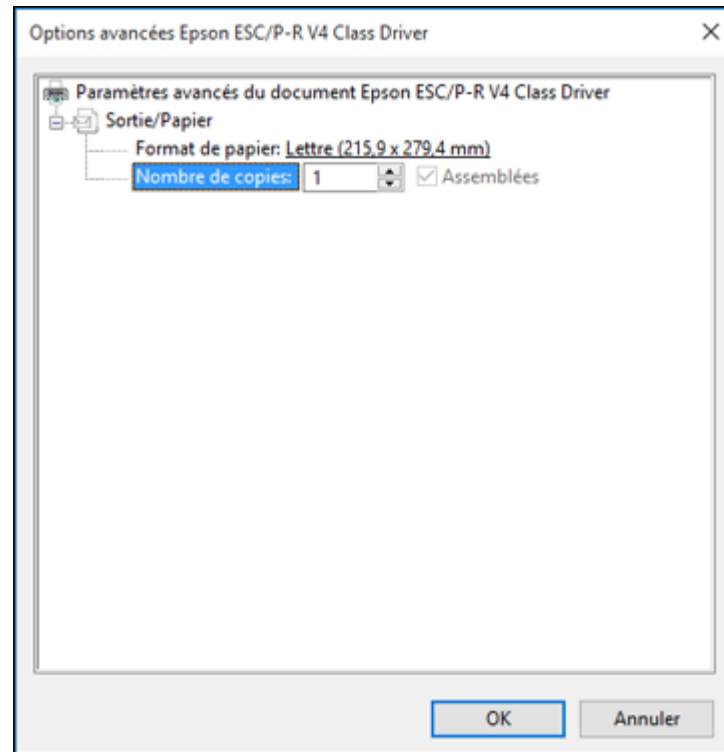 Options avancées Epson ESC/P-R V4 Class Driver
Paramètres avancés du document Epson ESC/P-R V4 Class Driver
Sortie/Papier
Format de papier: Lettre (215,9 x 279,4 mm)
Nombre de copies: 1 Assemblées
OK Annuler